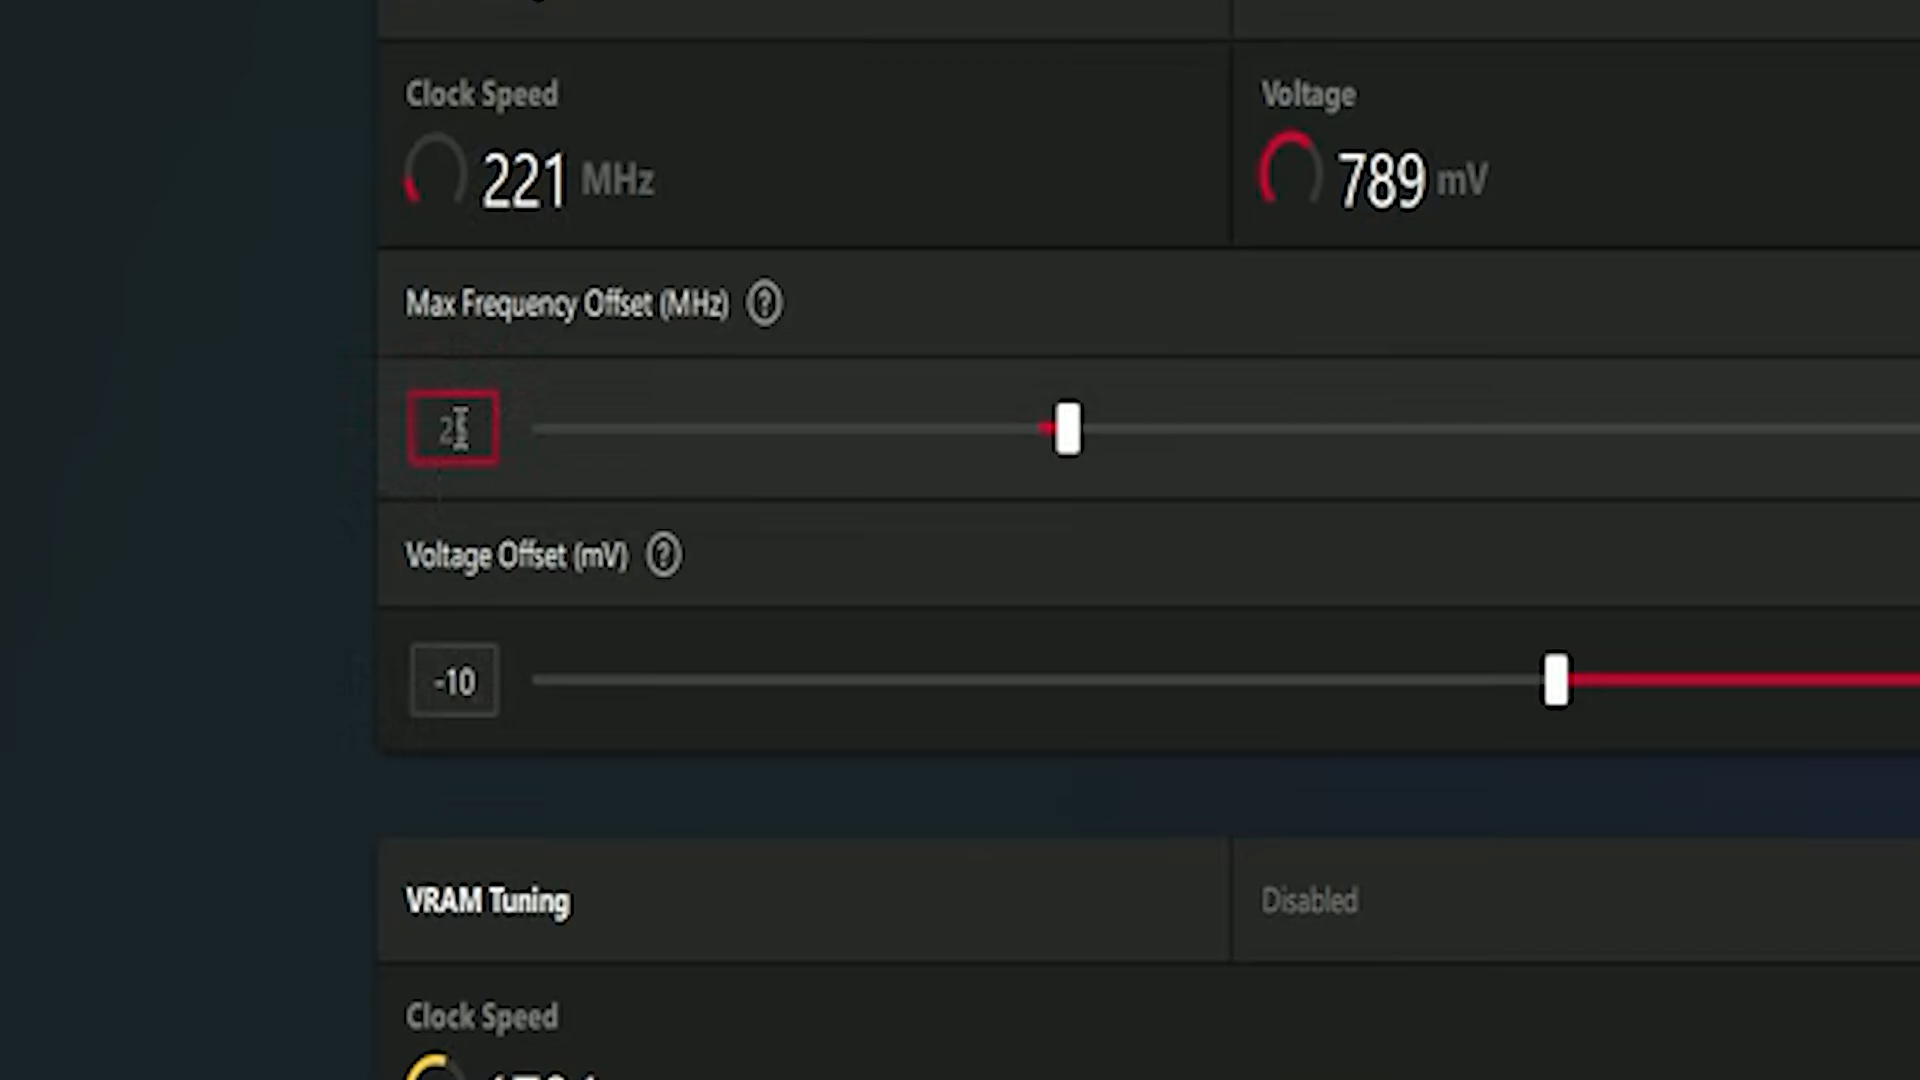 Clock Speed
Voltage
221 MHz
789 mV
Max Frequency Offset (MHz)
Voltage Offset (mV)
-10
VRAM Tuning
Disabled
Clock Speed